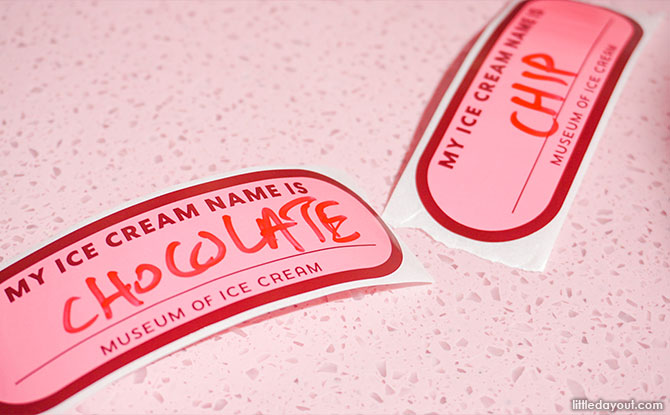 MY ICE CREAM NAME IS
CHOCOLATE
MUSEUM OF ICE CREAM
MY ICE CREAM NAME IS
CHIP
MUSEUM OF ICE CREAM
littledayout.com